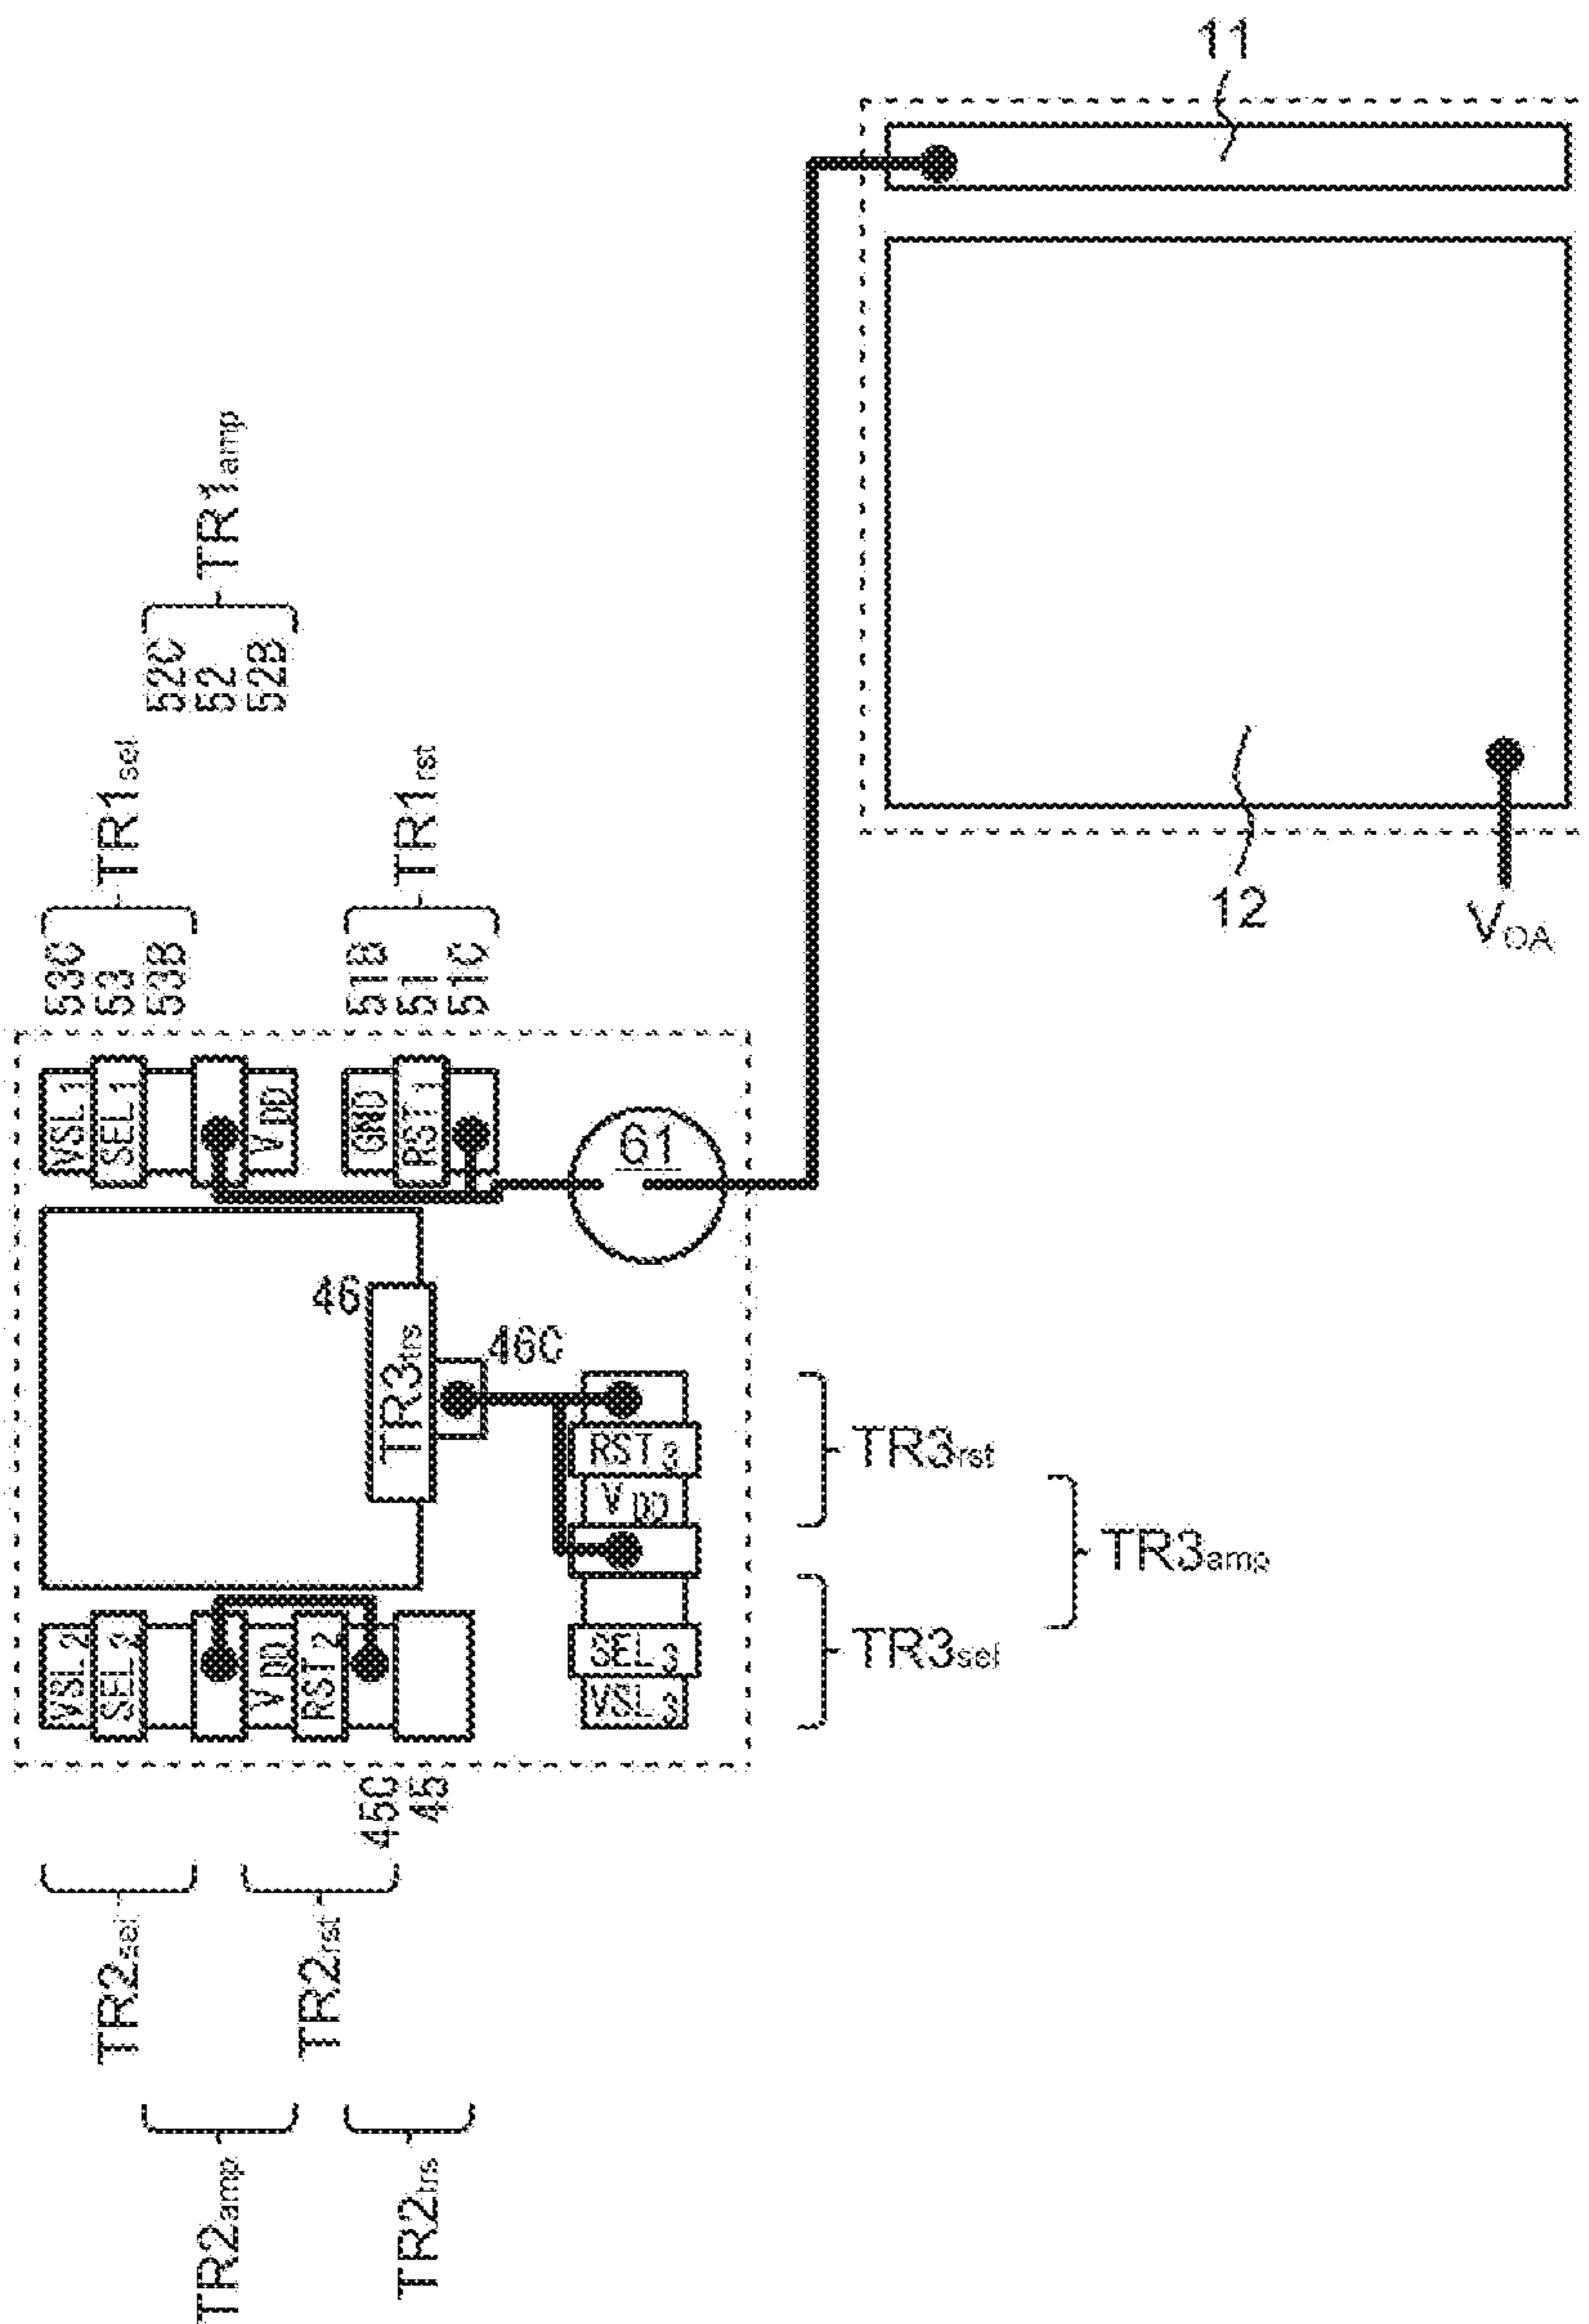 11
TR1amp
52C
52
52B
TR1sel
TR1rst
53C
53
53B
51B
51
51C
12
VOA
VSL1
SEL1
VDD
GND
RST1
61
46
TR3trs
46C
RST3
VDD
SEL3
VSL3
TR3rst
TR3amp
TR3sel
VSL2
SEL2
VDD
RST2
45C
45
TR2sel
TR2rst
TR2amp
TR2trs